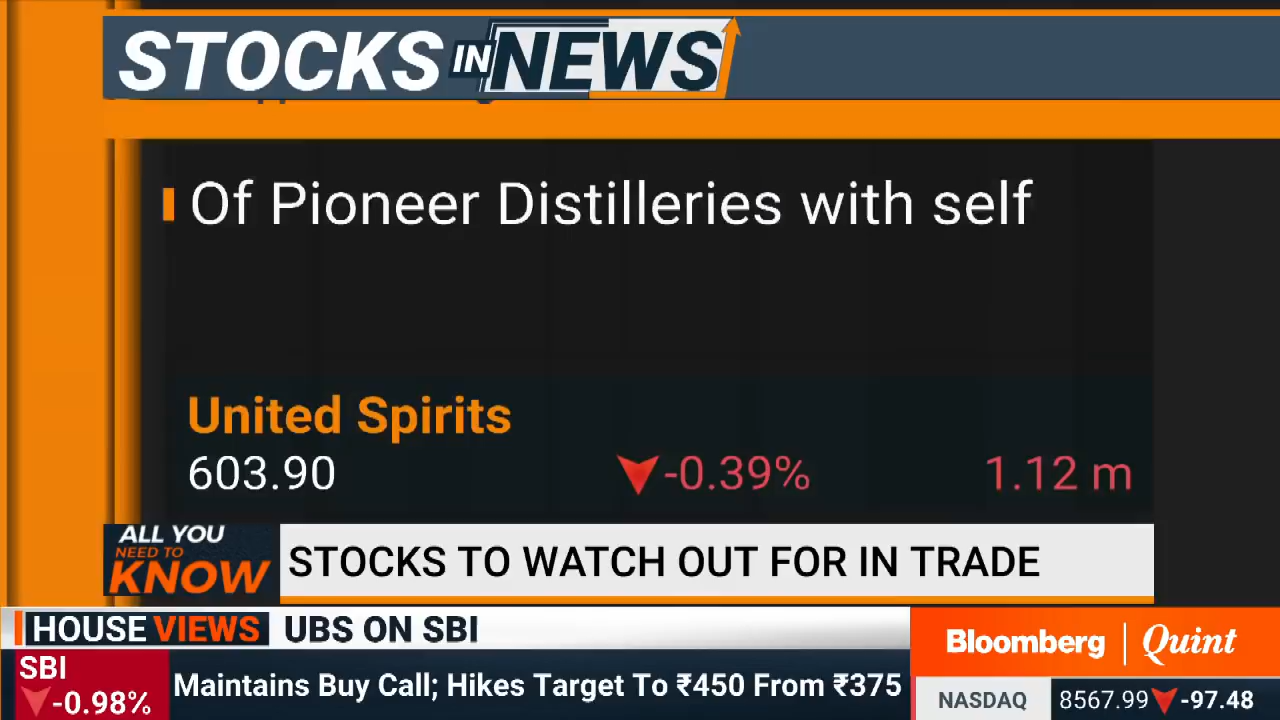 STOCKS IN NEWS
Of Pioneer Distilleries with self
United Spirits
603.90 -0.39% 1.12 m
ALL YOU
NEED TO
KNOW
STOCKS TO WATCH OUT FOR IN TRADE
HOUSE VIEWS UBS ON SBI
Bloomberg | Quint
SBI
-0.98%
Maintains Buy Call; Hikes Target To ₹450 From ₹375
NASDAQ 8567.99 -97.48